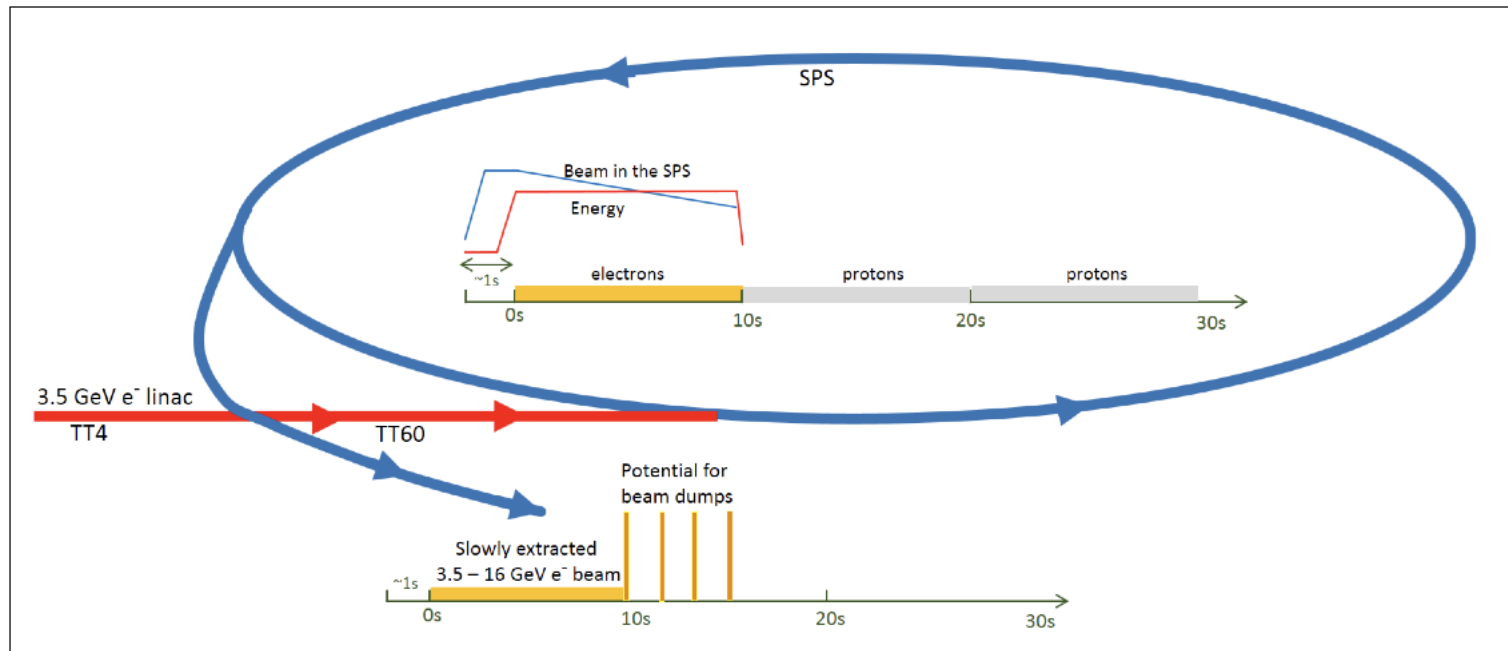 SPS
Beam in the SPS
Energy
~1s
electrons
protons
protons
0s
10s
20s
30s
3.5 GeV e⁻ linac
TT4
TT60
Potential for
beam dumps
Slowly extracted
3.5 – 16 GeV e⁻ beam
~1s
0s
10s
20s
30s